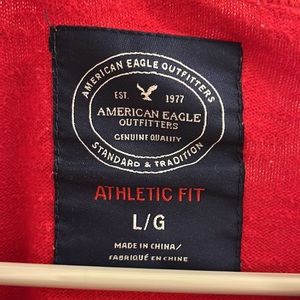 AMERICAN EAGLE OUTFITTERS
EST. 1977
AMERICAN EAGLE
OUTFITTERS
GENUINE QUALITY
STANDARD & TRADITION
ATHLETIC FIT
L/G
MADE IN CHINA/
FABRIQUÉ EN CHINE